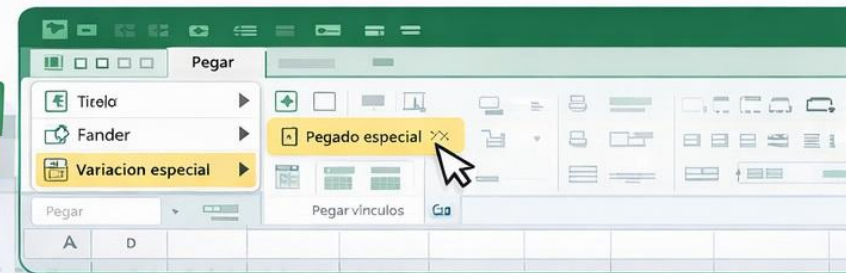 Pegar
Titelo
Fander
Pegado especial
Variacion especial
Pegar
Pegar vinculos
A D